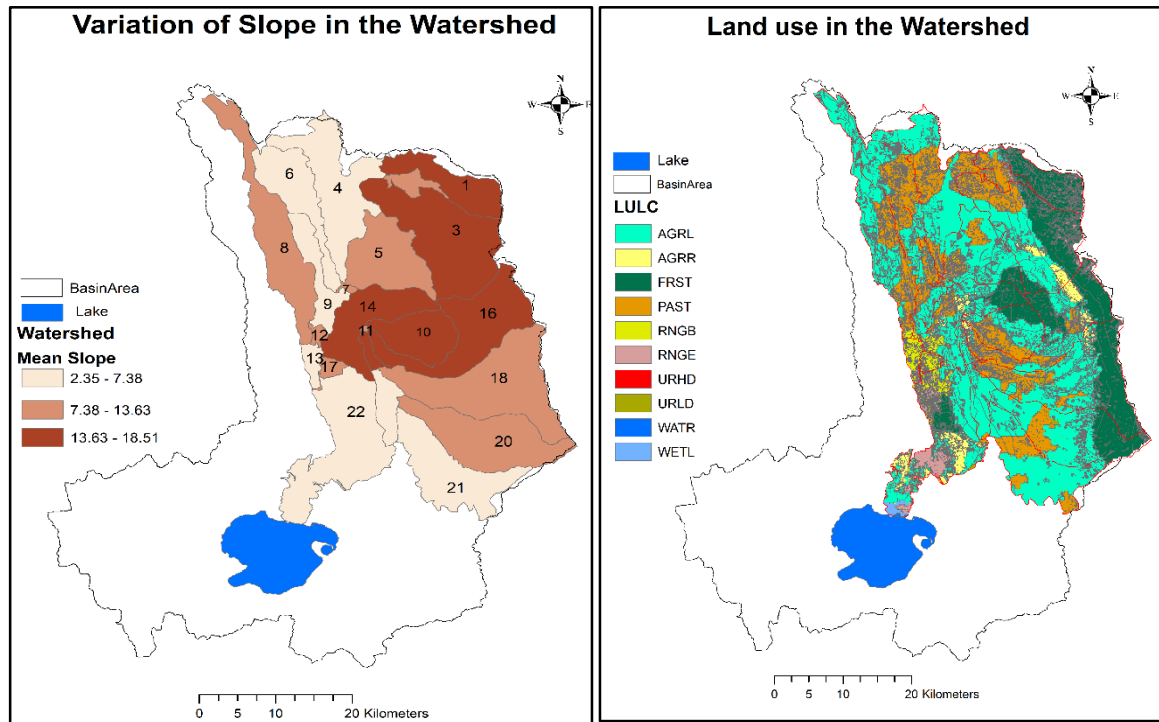 Variation of Slope in the Watershed
N
W E
S
6
4
1
3
8
5
7
9
14
16
12
11
10
13
17
18
22
20
21
BasinArea
Lake
Watershed
Mean Slope
2.35 - 7.38
7.38 - 13.63
13.63 - 18.51
0 5 10 20 Kilometers
Land use in the Watershed
N
W E
S
Lake
BasinArea
LULC
AGRL
AGRR
FRST
PAST
RNGB
RNGE
URHD
URLD
WATR
WETL
0 5 10 20 Kilometers